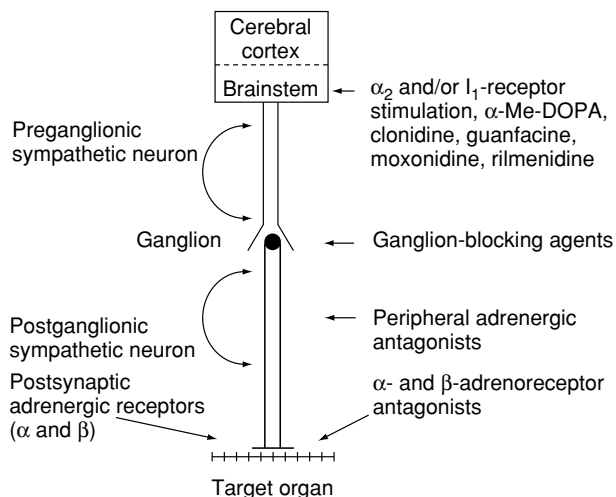 Cerebral
cortex
Brainstem
α₂ and/or I₁-receptor
stimulation, α-Me-DOPA,
clonidine, guanfacine,
moxonidine, rilmenidine
Preganglionic
sympathetic neuron
Ganglion
Ganglion-blocking agents
Peripheral adrenergic
antagonists
Postganglionic
sympathetic neuron
Postsynaptic
adrenergic receptors
(α and β)
α- and β-adrenoreceptor
antagonists
Target organ